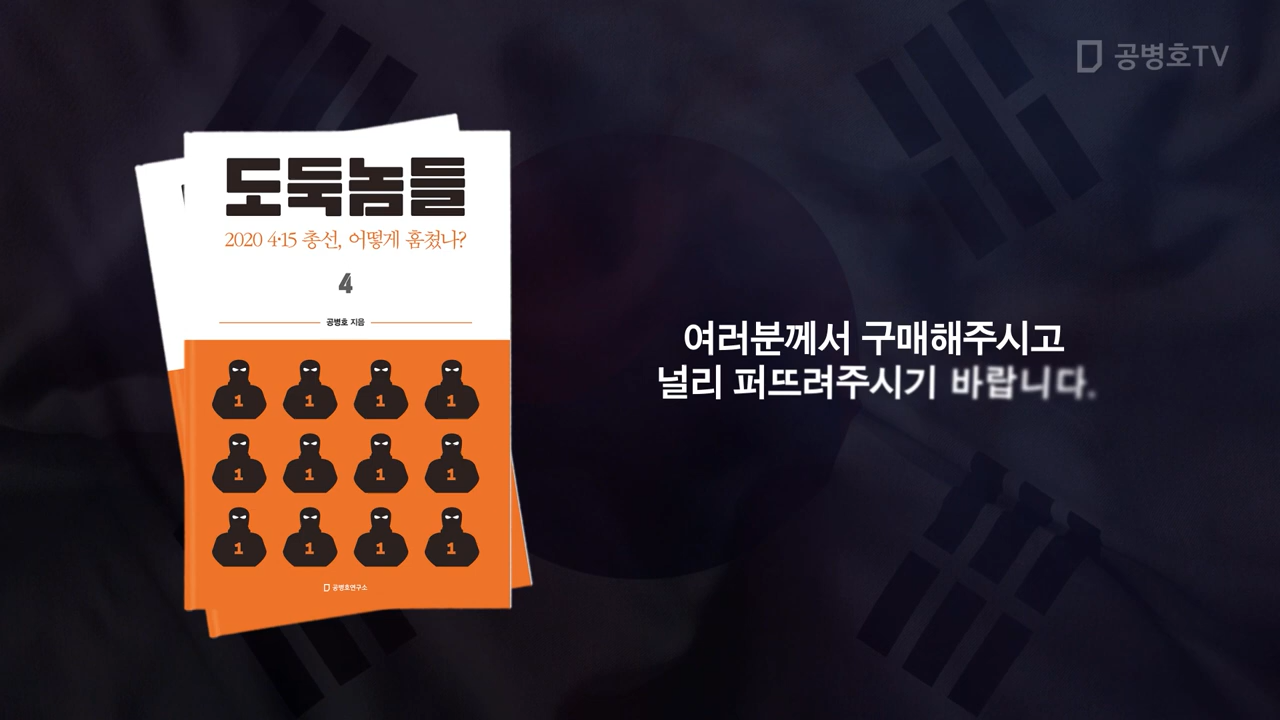 공병호TV
도둑놈들
2020 4·15 총선, 어떻게 훔쳤나?
4
공병호 지음
1 1 1 1
1 1 1 1
1 1 1 1
공병호연구소
여러분께서 구매해주시고
널리 퍼뜨려주시기 바랍니다.